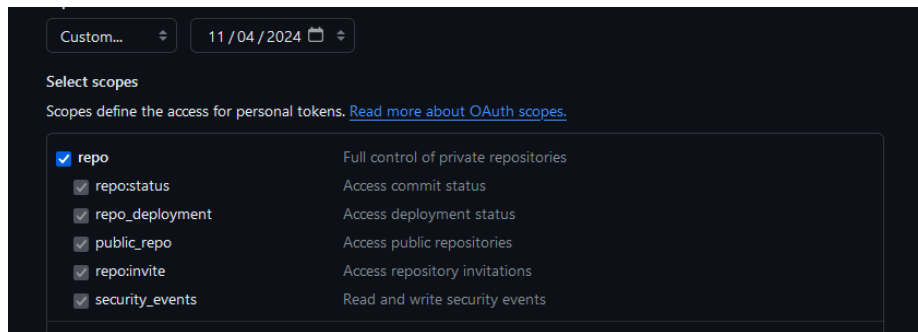 Custom... 11/04/2024
Select scopes
Scopes define the access for personal tokens. Read more about OAuth scopes.
repo Full control of private repositories
repo:status Access commit status
repo_deployment Access deployment status
public_repo Access public repositories
repo:invite Access repository invitations
security_events Read and write security events